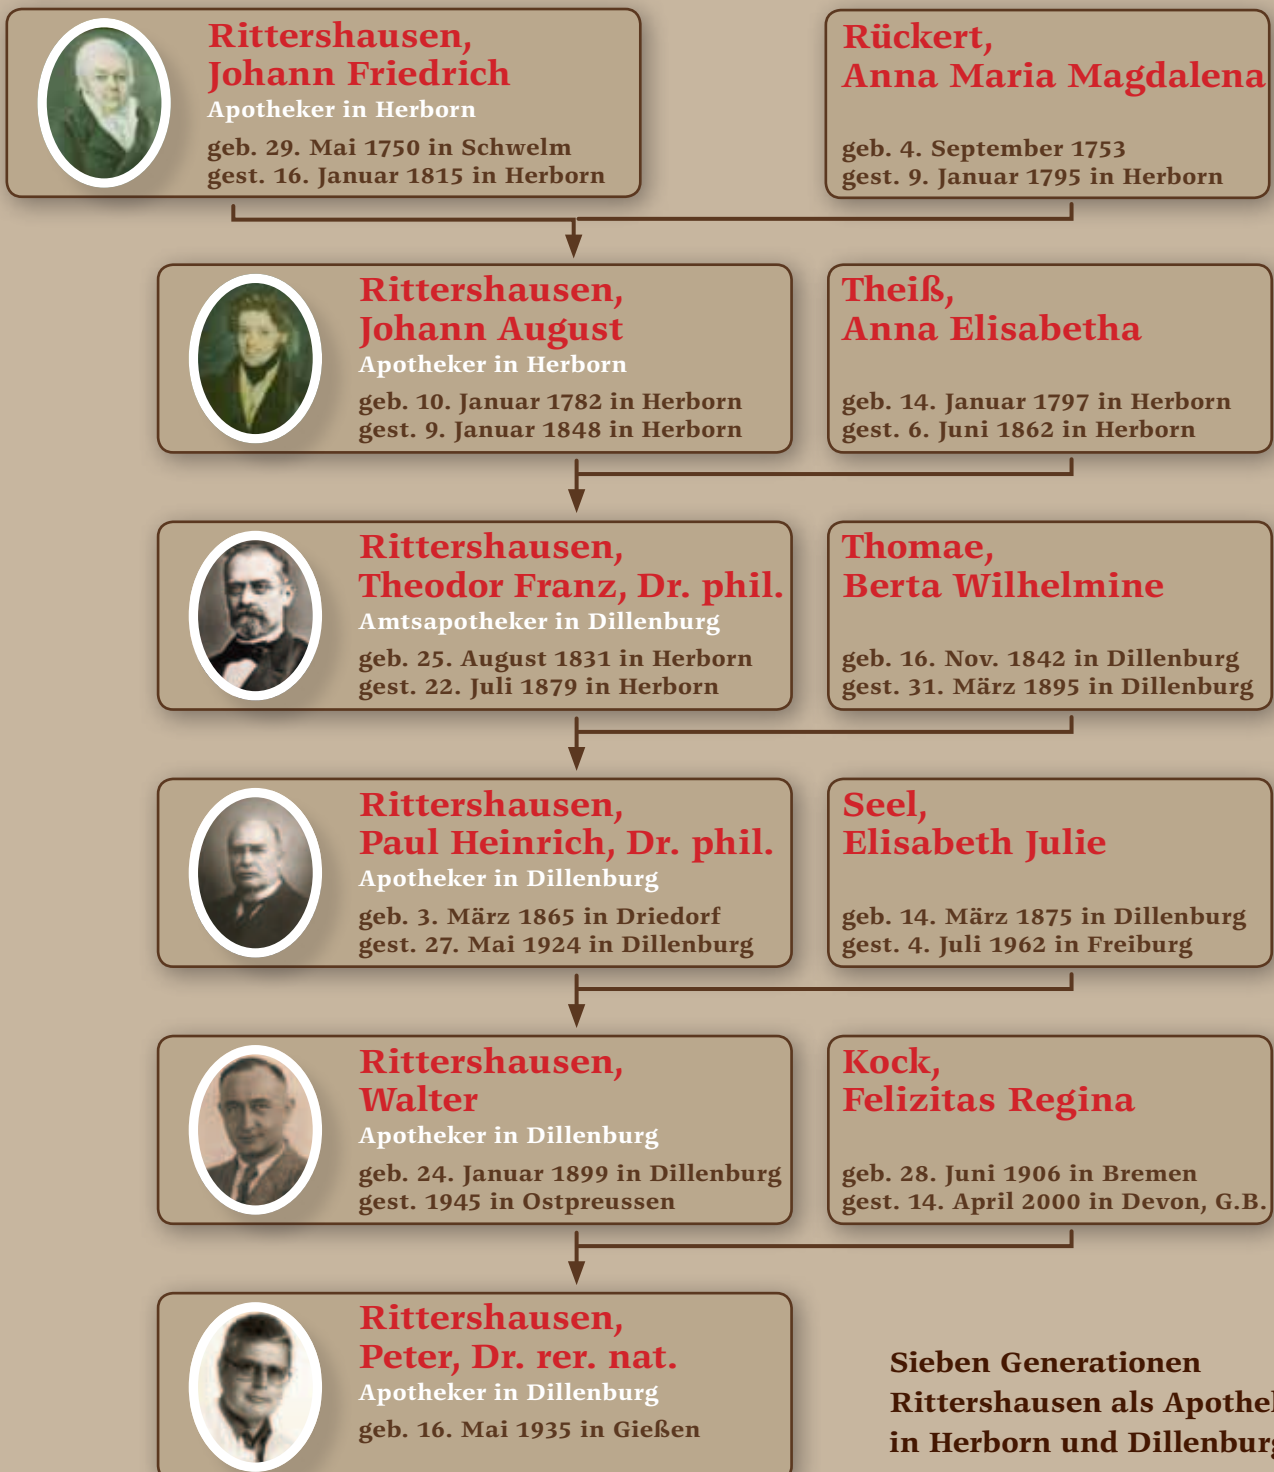 Rittershausen,
Johann Friedrich
Apotheker in Herborn
geb. 29. Mai 1750 in Schwelm
gest. 16. Januar 1815 in Herborn
Rückert,
Anna Maria Magdalena
geb. 4. September 1753
gest. 9. Januar 1795 in Herborn
Rittershausen,
Johann August
Apotheker in Herborn
geb. 10. Januar 1782 in Herborn
gest. 9. Januar 1848 in Herborn
Theiß,
Anna Elisabetha
geb. 14. Januar 1797 in Herborn
gest. 6. Juni 1862 in Herborn
Rittershausen,
Theodor Franz, Dr. phil.
Amtsapotheker in Dillenburg
geb. 25. August 1831 in Herborn
gest. 22. Juli 1879 in Herborn
Thomae,
Berta Wilhelmine
geb. 16. Nov. 1842 in Dillenburg
gest. 31. März 1895 in Dillenburg
Rittershausen,
Paul Heinrich, Dr. phil.
Apotheker in Dillenburg
geb. 3. März 1865 in Driedorf
gest. 27. Mai 1924 in Dillenburg
Seel,
Elisabeth Julie
geb. 14. März 1875 in Dillenburg
gest. 4. Juli 1962 in Freiburg
Rittershausen,
Walter
Apotheker in Dillenburg
geb. 24. Januar 1899 in Dillenburg
gest. 1945 in Ostpreussen
Kock,
Felizitas Regina
geb. 28. Juni 1906 in Bremen
gest. 14. April 2000 in Devon, G.B.
Rittershausen,
Peter, Dr. rer. nat.
Apotheker in Dillenburg
geb. 16. Mai 1935 in Gießen
Sieben Generationen
Rittershausen als
in Herborn und